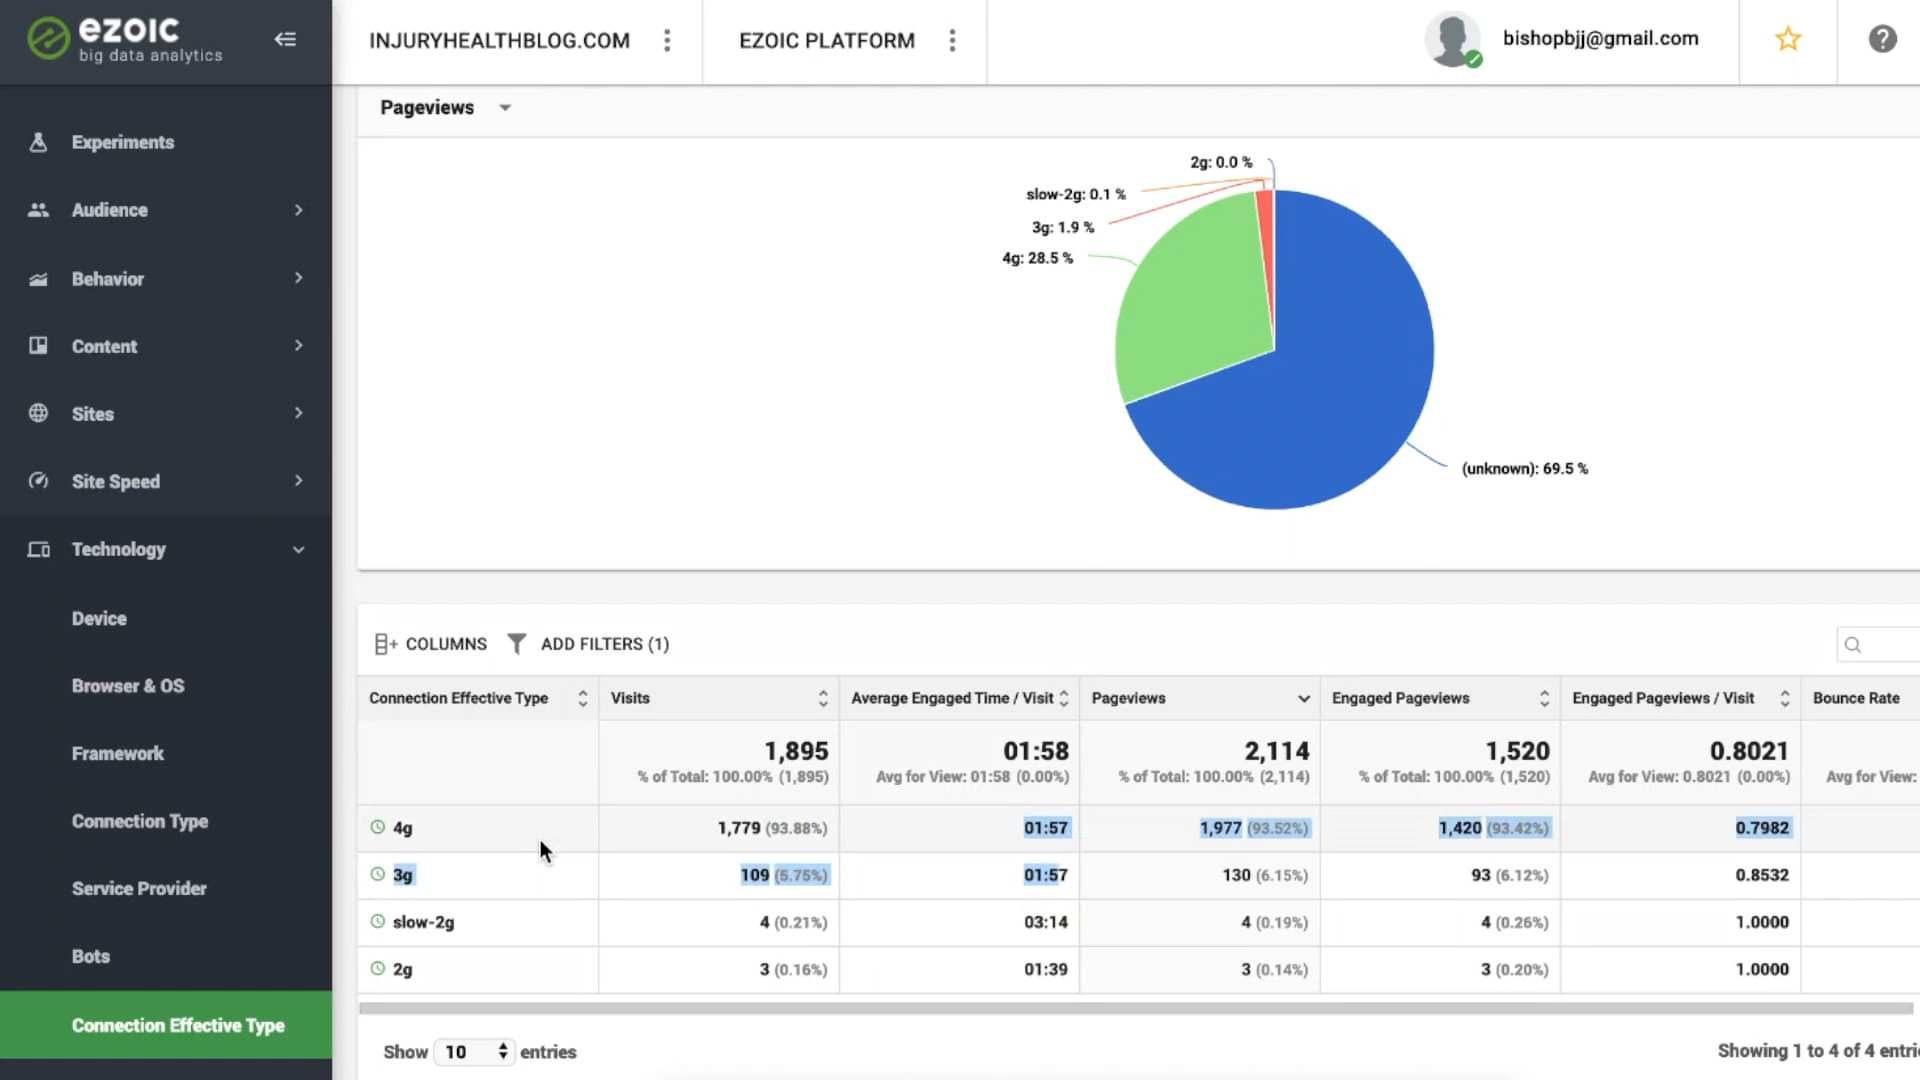 ezoic
big data analytics
INJURYHEALTHBLOG.COM
EZOIC PLATFORM
bishopbjj@gmail.com
Experiments
Audience
Behavior
Content
Sites
Site Speed
Technology
Device
Browser & OS
Framework
Connection Type
Service Provider
Bots
Connection Effective Type
Pageviews
2g: 0.0 %
slow-2g: 0.1 %
3g: 1.9 %
4g: 28.5 %
(unknown): 69.5 %
COLUMNS ADD FILTERS (1)
Connection Effective Type Visits Average Engaged Time / Visit Pageviews Engaged Pageviews Engaged Pageviews / Visit Bounce Rate
1,895 01:58 2,114 1,520 0.8021
% of Total: 100.00% (1,895) Avg for View: 01:58 (0.00%) % of Total: 100.00% (2,114) % of Total: 100.00% (1,520) Avg for View: 0.8021 (0.00%) Avg for View:
4g 1,779 (93.88%) 01:57 1,977 (93.52%) 1,420 (93.42%) 0.7982
3g 109 (5.75%) 01:57 130 (6.15%) 93 (6.12%) 0.8532
slow-2g 4 (0.21%) 03:14 4 (0.19%) 4 (0.26%) 1.0000
2g 3 (0.16%) 01:39 3 (0.14%) 3 (0.20%) 1.0000
Show 10 entries
Showing 1 to 4 of 4 entri